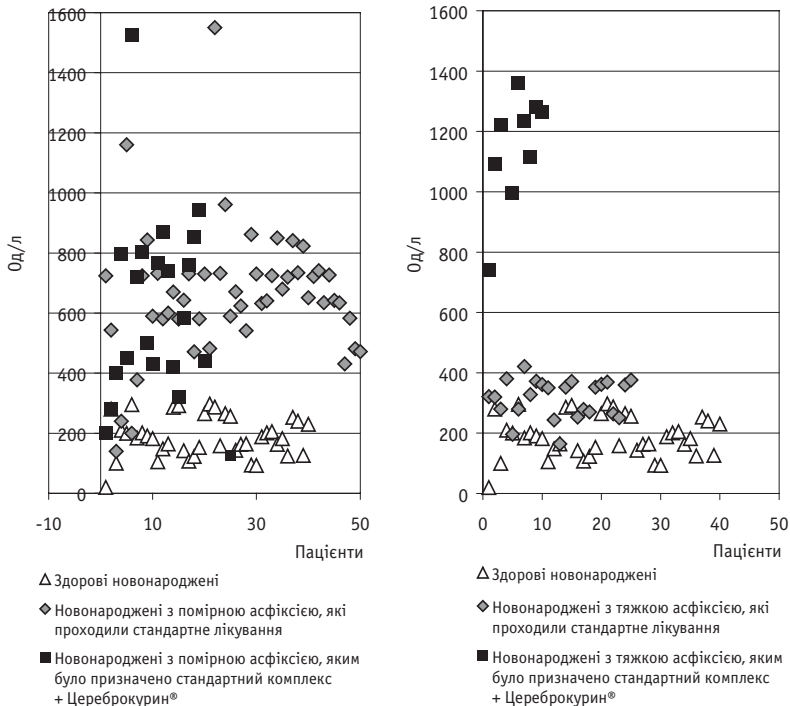 1600
1400
1200
1000
800
600
400
200
0
Од/л
-10
10
30
50
Пацієнти
Здорові новонароджені
Новонароджені з помірною асфіксією, які
проходили стандартне лікування
Новонароджені з помірною асфіксією, яким
було призначено стандартний комплекс
+ Цереброкурин®
1600
1400
1200
1000
800
600
400
200
0
Од/л
0
10
20
30
40
50
Пацієнти
Здорові новонароджені
Новонароджені з тяжкою асфіксією, які
проходили стандартне лікування
Новонароджені з тяжкою асфіксією, яким
було призначено стандартний комплекс
+ Цереброкурин®